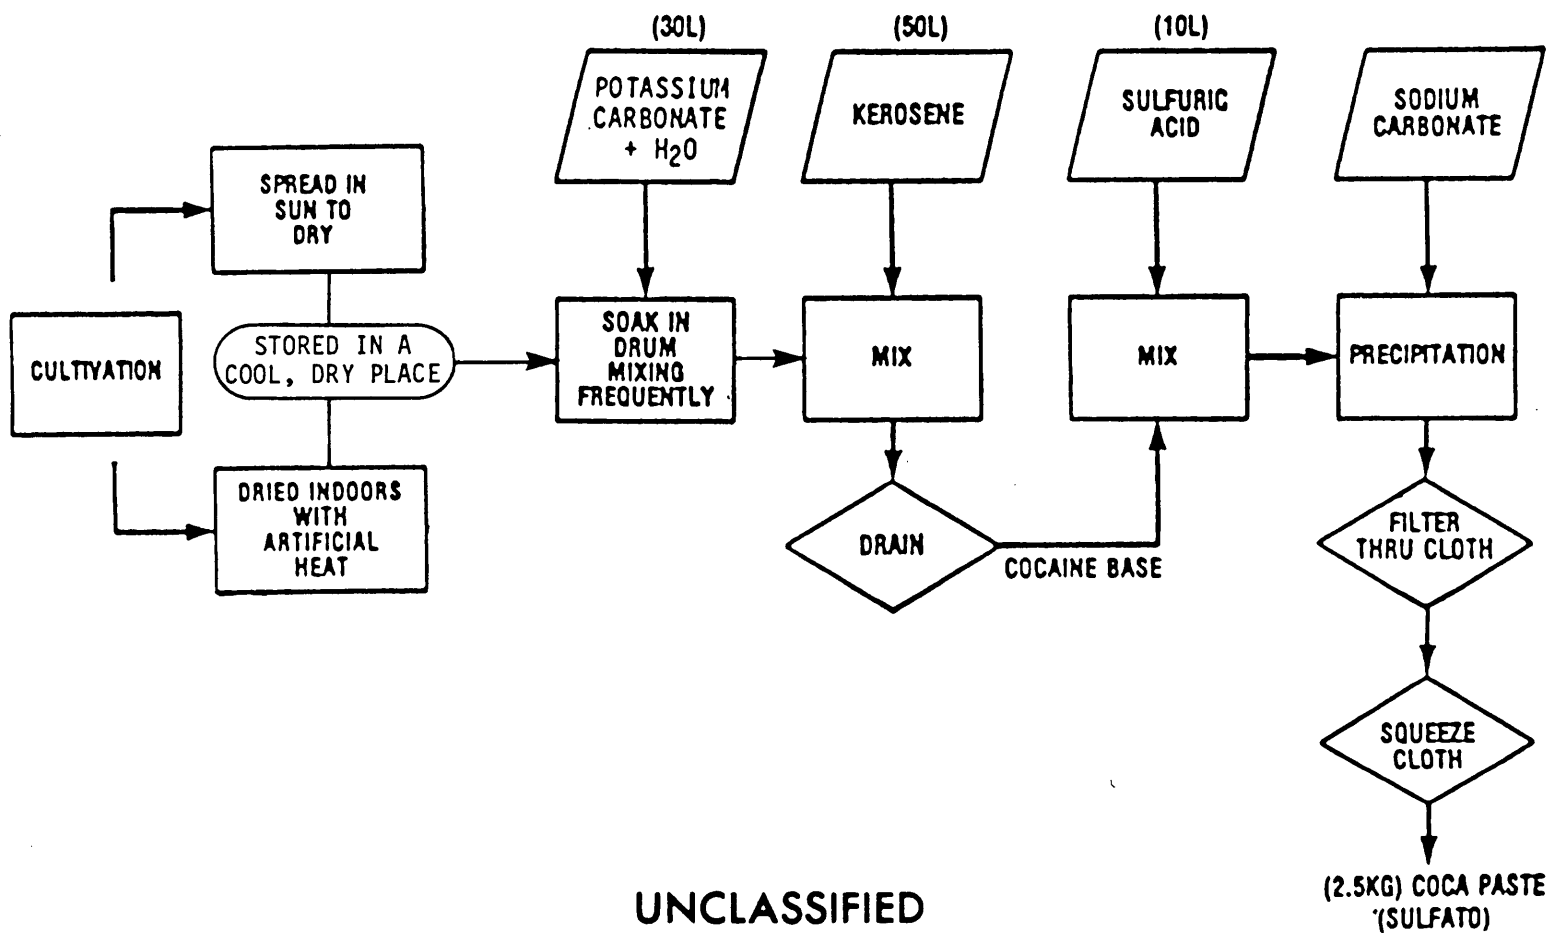 (30L)
(50L)
(10L)
POTASSIUM
CARBONATE
+ H2O
KEROSENE
SULFURIC
ACID
SODIUM
CARBONATE
SPREAD IN
SUN TO
DRY
CULTIVATION
STORED IN A
COOL, DRY PLACE
DRIED INDOORS
WITH
ARTIFICIAL
HEAT
SOAK IN
DRUM
MIXING
FREQUENTLY
MIX
DRAIN
COCAINE BASE
MIX
PRECIPITATION
FILTER
THRU CLOTH
SQUEEZE
CLOTH
(2.5KG) COCA PASTE
(SULFATO)
UNCLASSIFIED